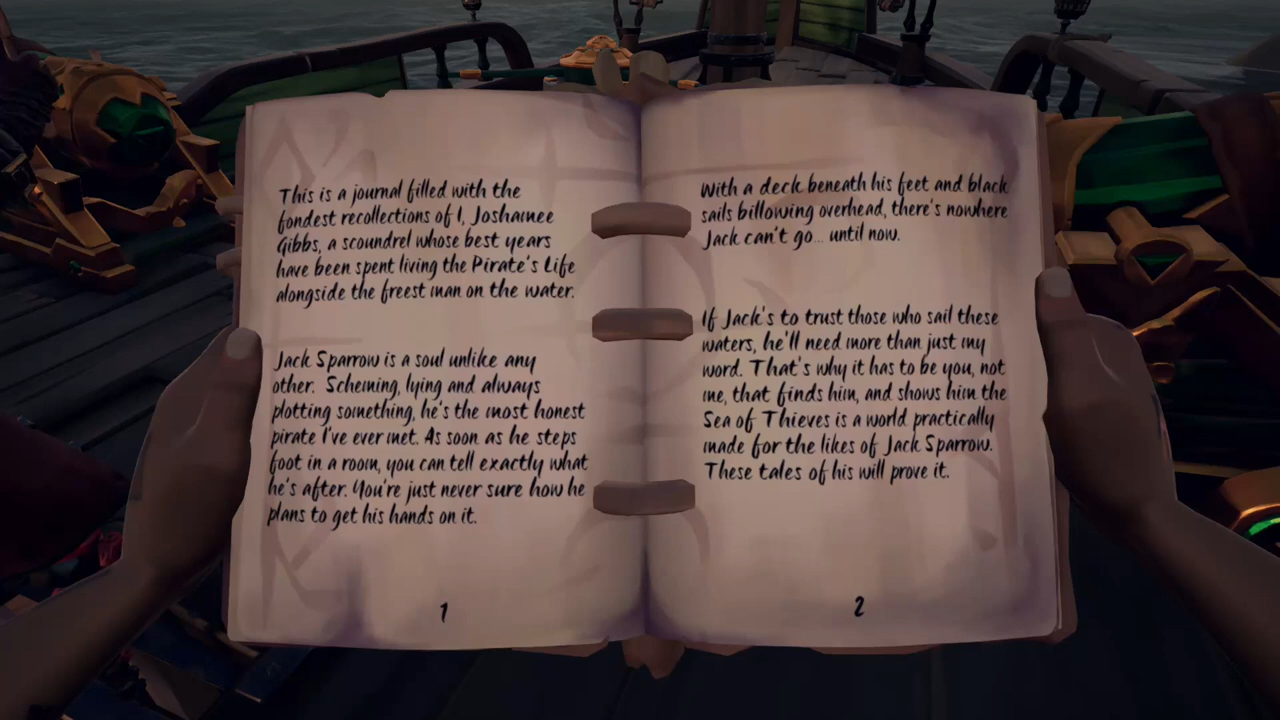 This is a journal filled with the
fondest recollections of I, Joshamee
Gibbs, a scoundrel whose best years
have been spent living the Pirate's Life
alongside the freest man on the water.
Jack Sparrow is a soul unlike any
other. Scheming, lying and always
plotting something, he's the most honest
pirate I've ever met. As soon as he steps
foot in a room, you can tell exactly what
he's after. You're just never sure how he
plans to get his hands on it.
1
With a deck beneath his feet and black
sails billowing overhead, there's nowhere
Jack can't go... until now.
If Jack's to trust those who sail these
waters, he'll need more than just my
word. That's why it has to be you, not
me, that finds him, and shows him the
Sea of Thieves is a world practically
made for the likes of Jack Sparrow.
These tales of his will prove it.
2